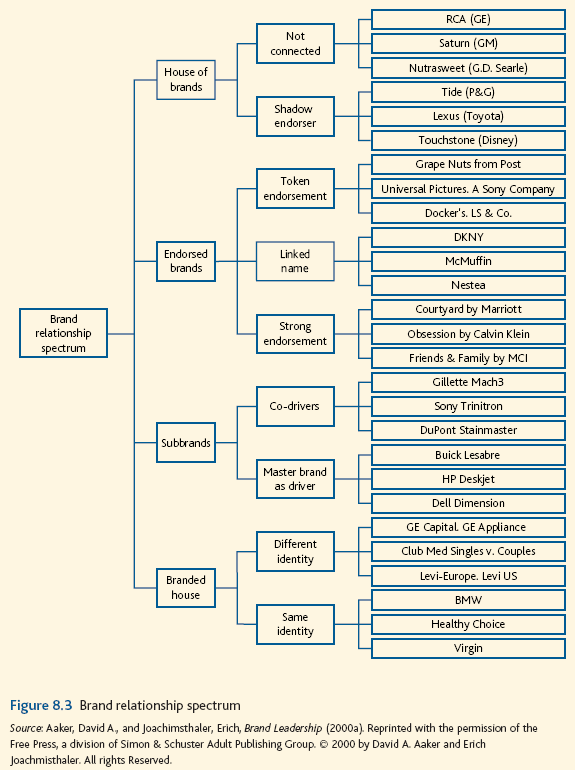 Brand
relationship
spectrum
House of
brands
Not
connected
RCA (GE)
Saturn (GM)
Nutrasweet (G.D. Searle)
Shadow
endorser
Tide (P&G)
Lexus (Toyota)
Touchstone (Disney)
Endorsed
brands
Token
endorsement
Grape Nuts from Post
Universal Pictures. A Sony Company
Docker's. LS & Co.
Linked
name
DKNY
McMuffin
Nestea
Strong
endorsement
Courtyard by Marriott
Obsession by Calvin Klein
Friends & Family by MCI
Subbrands
Co-drivers
Gillette Mach3
Sony Trinitron
DuPont Stainmaster
Master brand
as driver
Buick Lesabre
HP Deskjet
Dell Dimension
Branded
house
Different
identity
GE Capital. GE Appliance
Club Med Singles v. Couples
Levi-Europe. Levi US
Same
identity
BMW
Healthy Choice
Virgin
Figure 8.3 Brand relationship spectrum
Source: Aaker, David A., and Joachimsthaler, Erich, Brand Leadership (2000a). Reprinted with the permission of the
Free Press, a division of Simon & Schuster Adult Publishing Group. © 2000 by David A. Aaker and Erich
Joachmisthaler. All rights Reserved.